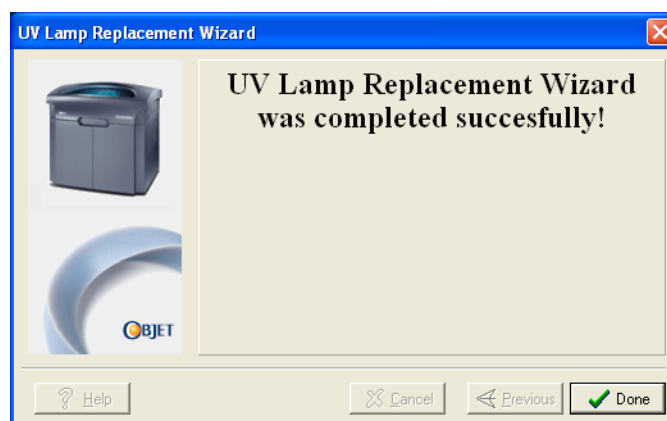 UV Lamp Replacement Wizard
UV Lamp Replacement Wizard
was completed succesfully!
OBJET
Help
Cancel
Previous
Done